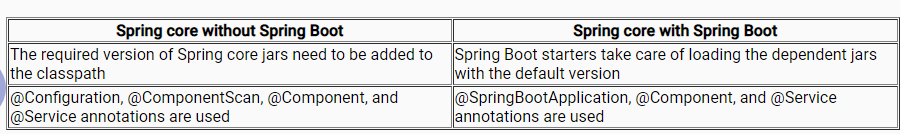 Spring core without Spring Boot
Spring core with Spring Boot
The required version of Spring core jars need to be added to
the classpath
Spring Boot starters take care of loading the dependent jars
with the default version
@Configuration, @ComponentScan, @Component, and
@Service annotations are used
@SpringBootApplication, @Component, and @Service
annotations are used